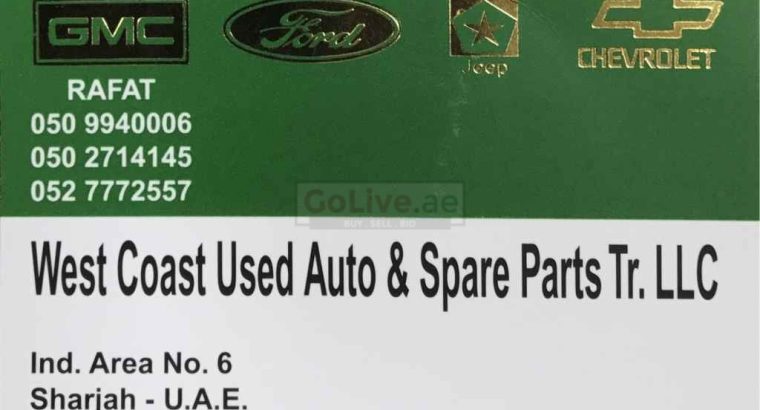 GMC
Ford
Jeep
CHEVROLET
RAFAT
050 9940006
050 2714145
052 7772557
GoLive.ae
BUY SELL BID
West Coast Used Auto & Spare Parts Tr. LLC
Ind. Area No. 6
Sharjah - U.A.E.